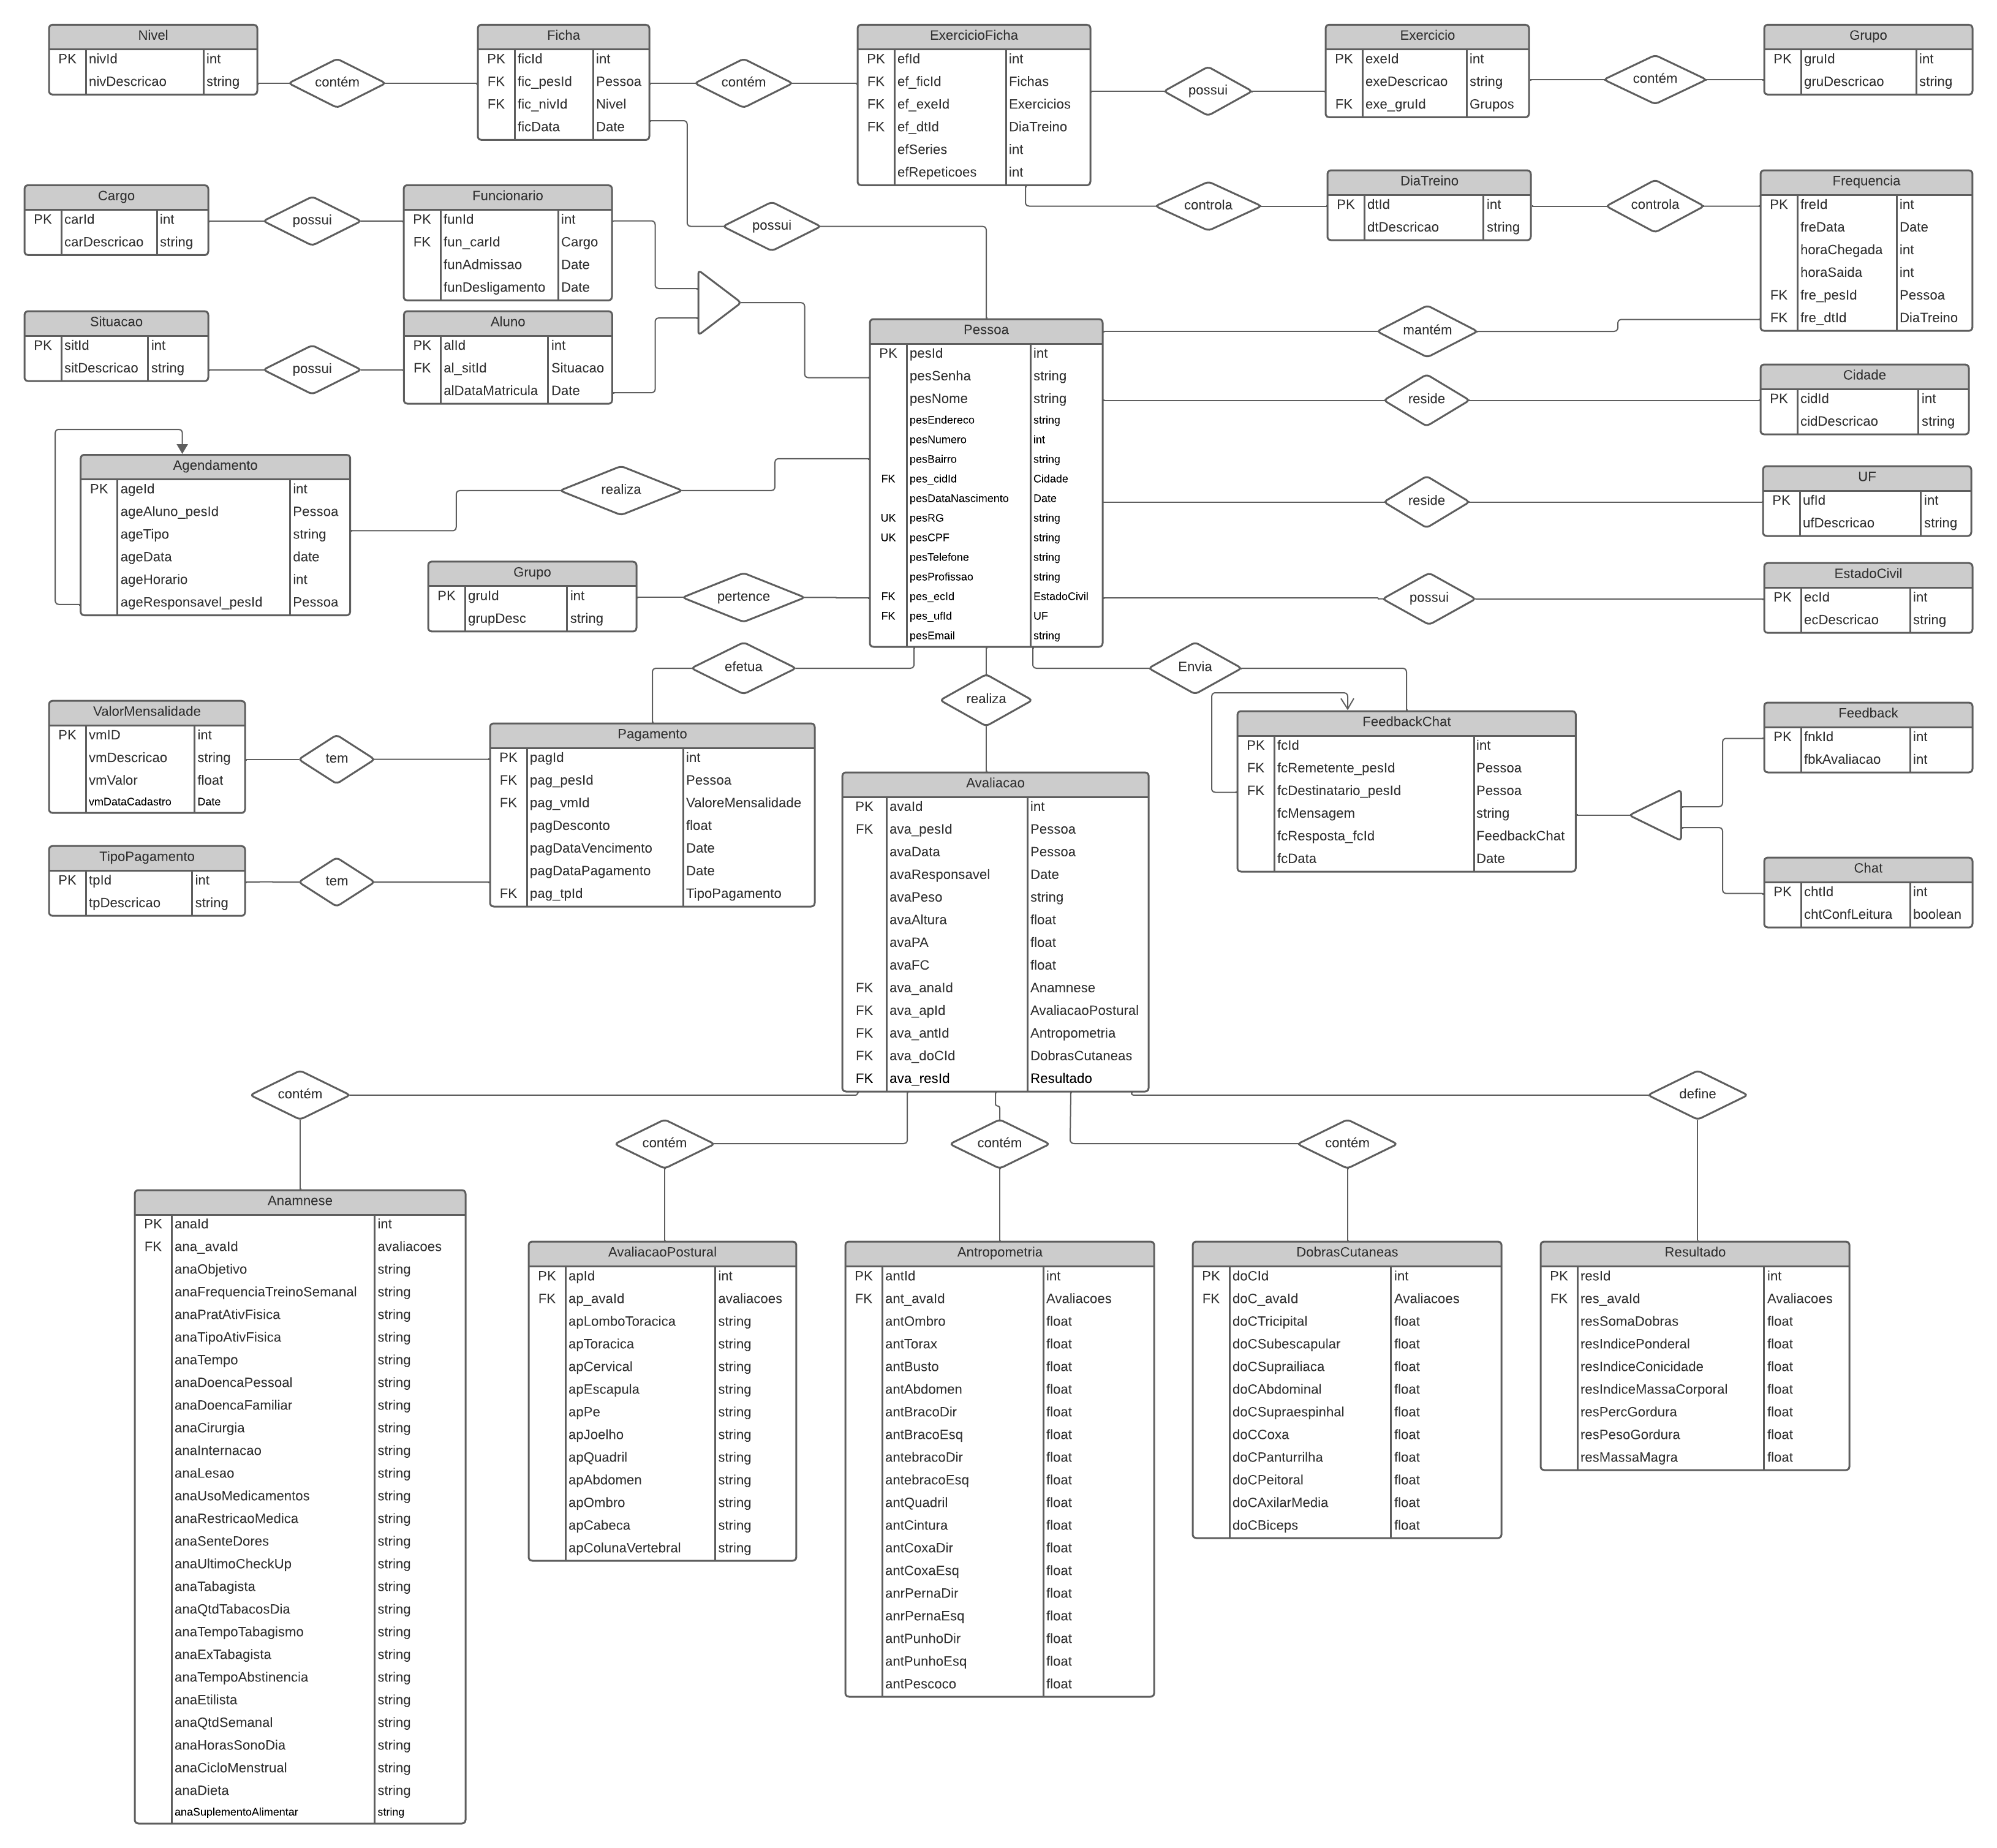 Nivel
PK nivId int
nivDescricao string
contém
Ficha
PK ficId int
FK fic_pesId Pessoa
FK fic_nivId Nivel
ficData Date
contém
ExercicioFicha
PK efId int
FK ef_ficId Fichas
FK ef_exeId Exercicios
FK ef_dtId DiaTreino
efSeries int
efRepeticoes int
possui
Exercicio
PK exeId int
exeDescricao string
FK exe_gruId Grupos
contém
Grupo
PK gruId int
gruDescricao string
Cargo
PK carId int
carDescricao string
possui
Funcionario
PK funId int
FK fun_carId Cargo
funAdmissao Date
funDesligamento Date
possui
controla
DiaTreino
PK dtId int
dtDescricao string
controla
Frequencia
PK freId int
freData Date
horaChegada int
horaSaida int
FK fre_pesId Pessoa
FK fre_dtId DiaTreino
Situacao
PK sitId int
sitDescricao string
possui
Aluno
PK alId int
FK al_sitId Situacao
alDataMatricula Date
Pessoa
PK pesId int
pesSenha string
pesNome string
pesEndereco string
pesNumero int
pesBairro string
FK pes_cidId Cidade
pesDataNascimento Date
UK pesRG string
UK pesCPF string
pesTelefone string
pesProfissao string
FK pes_ecId EstadoCivil
FK pes_ufId UF
pesEmail string
mantém
reside
Cidade
PK cidId int
cidDescricao string
reside
UF
PK ufId int
ufDescricao string
possui
EstadoCivil
PK ecId int
ecDescricao string
Agendamento
PK ageId int
ageAluno_pesId Pessoa
ageTipo string
ageData date
ageHorario int
ageResponsavel_pesId Pessoa
realiza
Grupo
PK gruId int
grupDesc string
pertence
efetua
realiza
Envia
ValorMensalidade
PK vmID int
vmDescricao string
vmValor float
vmDataCadastro Date
tem
TipoPagamento
PK tpId int
tpDescricao string
tem
Pagamento
PK pagId int
FK pag_pesId Pessoa
FK pag_vmId ValoreMensalidade
pagDesconto float
pagDataVencimento Date
pagDataPagamento Date
FK pag_tpId TipoPagamento
Avaliacao
PK avaId int
FK ava_pesId Pessoa
avaData Pessoa
avaResponsavel Date
avaPeso string
avaAltura float
avaPA float
avaFC float
FK ava_anaId Anamnese
FK ava_apId AvaliacaoPostural
FK ava_antId Antropometria
FK ava_doCId DobrasCutaneas
FK ava_resId Resultado
FeedbackChat
PK fcId int
FK fcRemetente_pesId Pessoa
FK fcDestinatario_pesId Pessoa
fcMensagem string
fcResposta_fcId FeedbackChat
fcData Date
Feedback
PK fnkId int
fbkAvaliacao int
Chat
PK chtId int
chtConfLeitura boolean
contém
contém
contém
contém
define
Anamnese
PK anaId int
FK ana_avaId avaliacoes
anaObjetivo string
anaFrequenciaTreinoSemanal string
anaPratAtivFisica string
anaTipoAtivFisica string
anaTempo string
anaDoencaPessoal string
anaDoencaFamiliar string
anaCirurgia string
anaInternacao string
anaLesao string
anaUsoMedicamentos string
anaRestricaoMedica string
anaSenteDores string
anaUltimoCheckUp string
anaTabagista string
anaQtdTabacosDia string
anaTempoTabagismo string
anaExTabagista string
anaTempoAbstinencia string
anaEtilista string
anaQtdSemanal string
anaHorasSonoDia string
anaCicloMenstrual string
anaDieta string
anaSuplementoAlimentar string
AvaliacaoPostural
PK apId int
FK ap_avaId avaliacoes
apLomboToracica string
apToracica string
apCervical string
apEscapula string
apPe string
apJoelho string
apQuadril string
apAbdomen string
apOmbro string
apCabeca string
apColunaVertebral string
Antropometria
PK antId int
FK ant_avaId Avaliacoes
antOmbro float
antTorax float
antBusto float
antAbdomen float
antBracoDir float
antBracoEsq float
antebracoDir float
antebracoEsq float
antQuadril float
antCintura float
antCoxaDir float
antCoxaEsq float
anrPernaDir float
anrPernaEsq float
antPunhoDir float
antPunhoEsq float
antPescoco float
DobrasCutaneas
PK doCId int
FK doC_avaId Avaliacoes
doCTricipital float
doCSubescapular float
doCSuprailiaca float
doCAbdominal float
doCSupraespinhal float
doCCoxa float
doCPanturrilha float
doCPeitoral float
doCAxilarMedia float
doCBiceps float
Resultado
PK resId int
FK res_avaId Avaliacoes
resSomaDobras float
resIndicePonderal float
resIndiceConicidade float
resIndiceMassaCorporal float
resPercGordura float
resPesoGordura float
resMassaMagra float